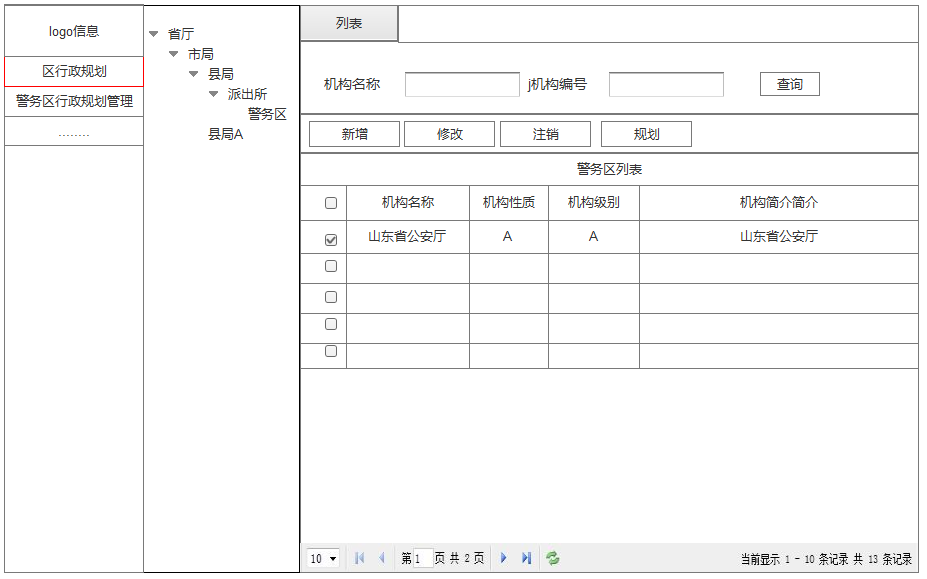 logo信息
区行政规划
警务区行政规划管理
........
省厅
市局
县局
派出所
警务区
县局A
列表
机构名称 j机构编号 查询
新增 修改 注销 规划
警务区列表
机构名称 机构性质 机构级别 机构简介简介
山东省公安厅 A A 山东省公安厅
10 第 1 页 共 2 页 当前显示 1 - 10 条记录 共 13 条记录